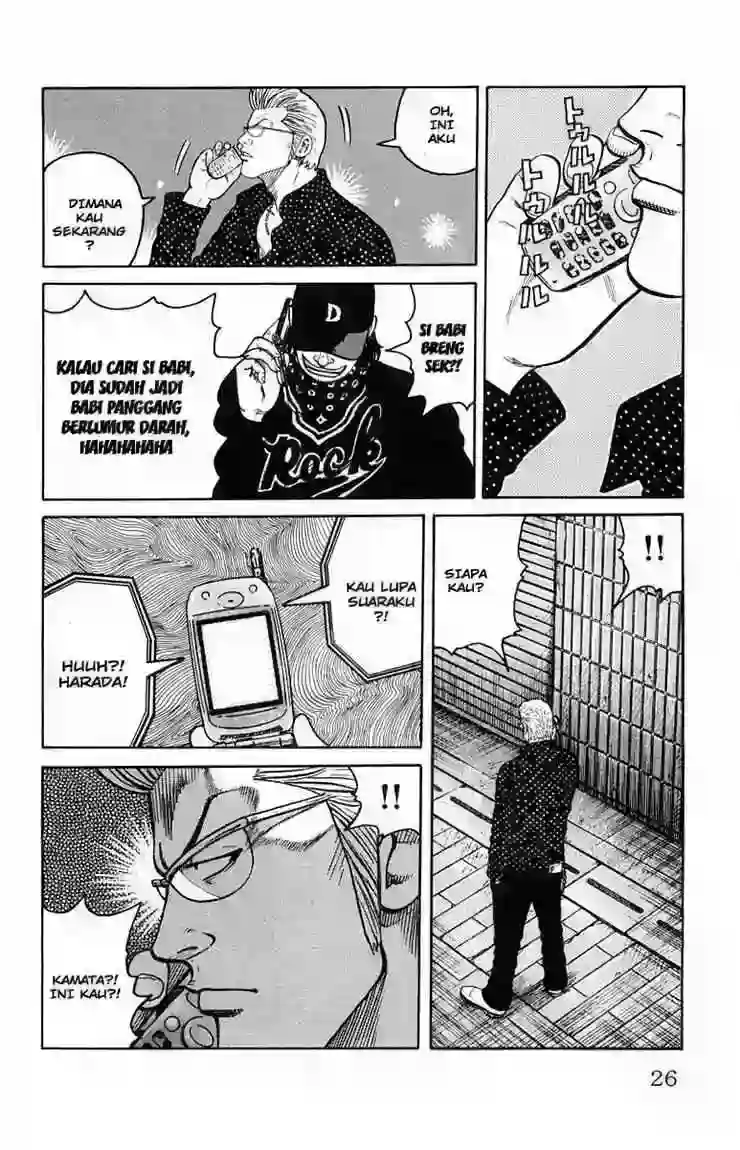 トゥルルルル
トゥルルルル
OH,
INI
AKU
DIMANA
KAU
SEKARANG
?
SI BABI
BRENG
SEK?!
D
KALAU CARI SI BABI,
DIA SUDAH JADI
BABI PANGGANG
BERLUMUR DARAH,
HAHAHAHAHA
Rock
!!
SIAPA
KAU?
KAU LUPA
SUARAKU
?!
HUUH?!
HARADA!
!!
KAMATA?!
INI KAU?!
26